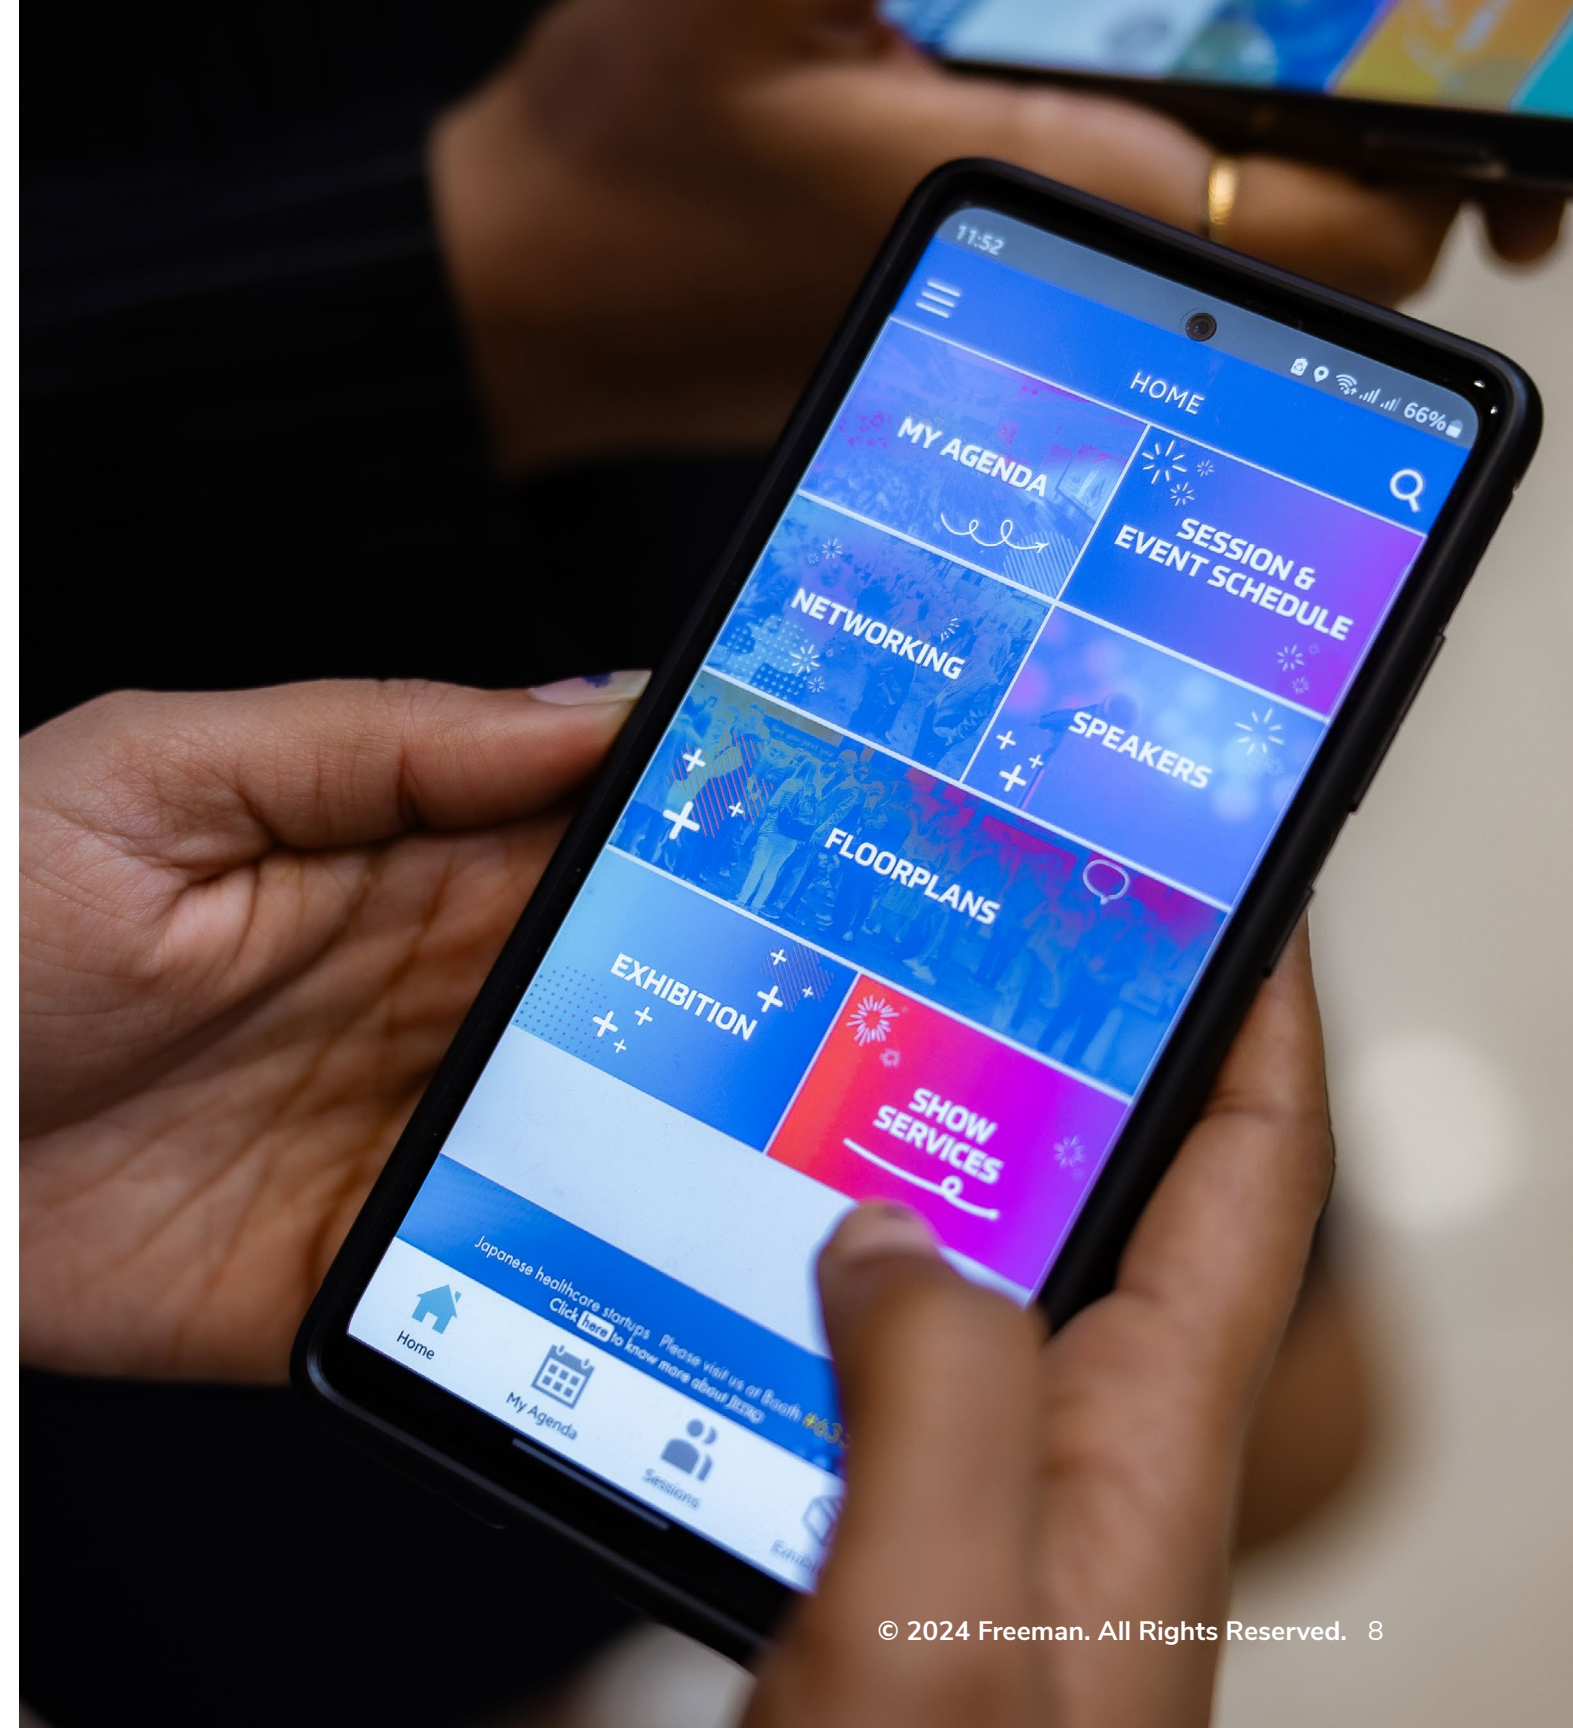 11:52
66%
HOME
MY AGENDA
SESSION &
EVENT SCHEDULE
NETWORKING
SPEAKERS
FLOORPLANS
EXHIBITION
SHOW
SERVICES
Japanese healthcare startups Please visit us at Booth
Click here to know more about JETRO
Home
My Agenda
Sessions
© 2024 Freeman. All Rights Reserved. 8